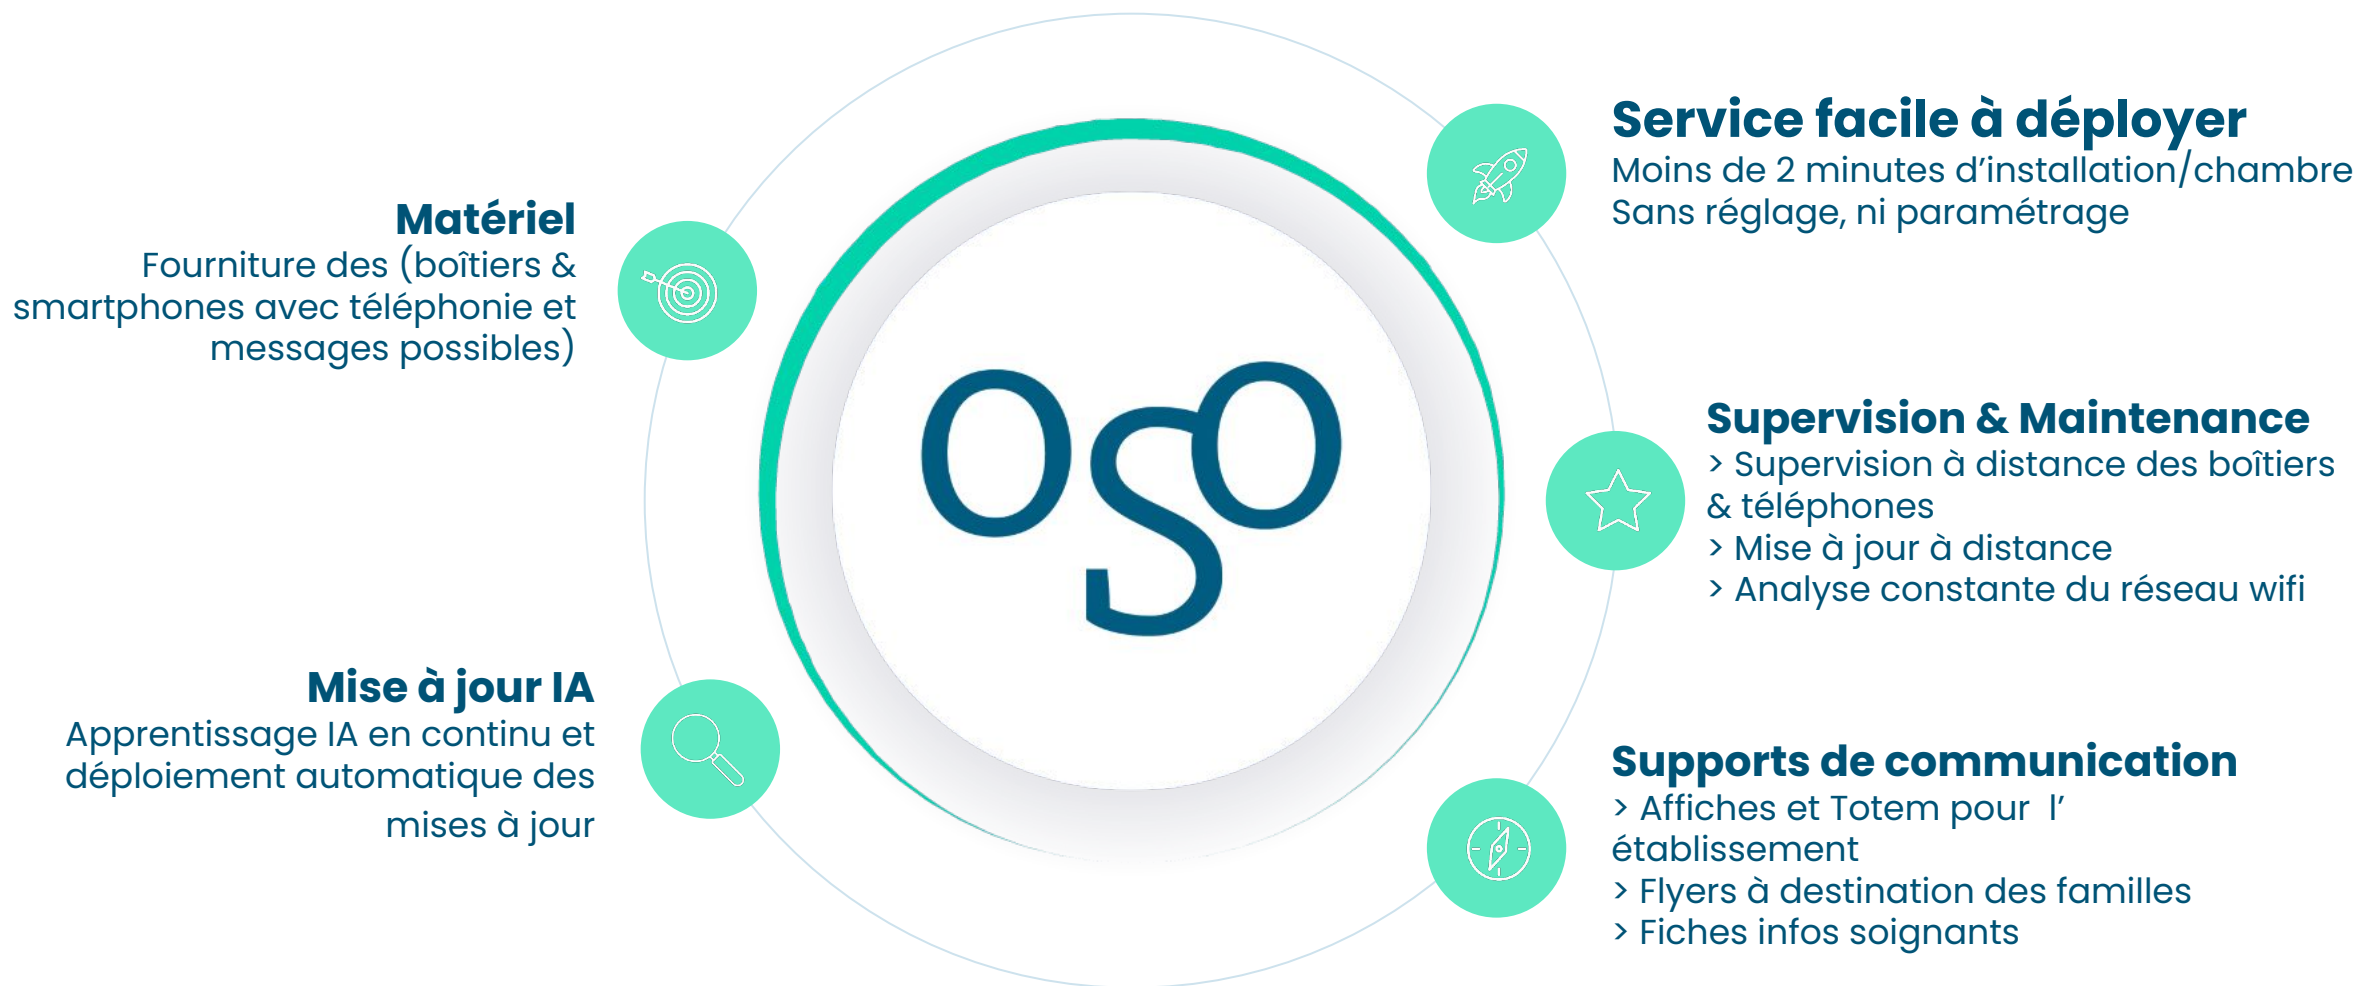 Matériel
Fourniture des (boîtiers &
smartphones avec téléphonie et
messages possibles)
Mise à jour IA
Apprentissage IA en continu et
déploiement automatique des
mises à jour
oso
Service facile à déployer
Moins de 2 minutes d’installation/chambre
Sans réglage, ni paramétrage
Supervision & Maintenance
> Supervision à distance des boîtiers
& téléphones
> Mise à jour à distance
> Analyse constante du réseau wifi
Supports de communication
> Affiches et Totem pour  l’
établissement
> Flyers à destination des familles
> Fiches infos soignants